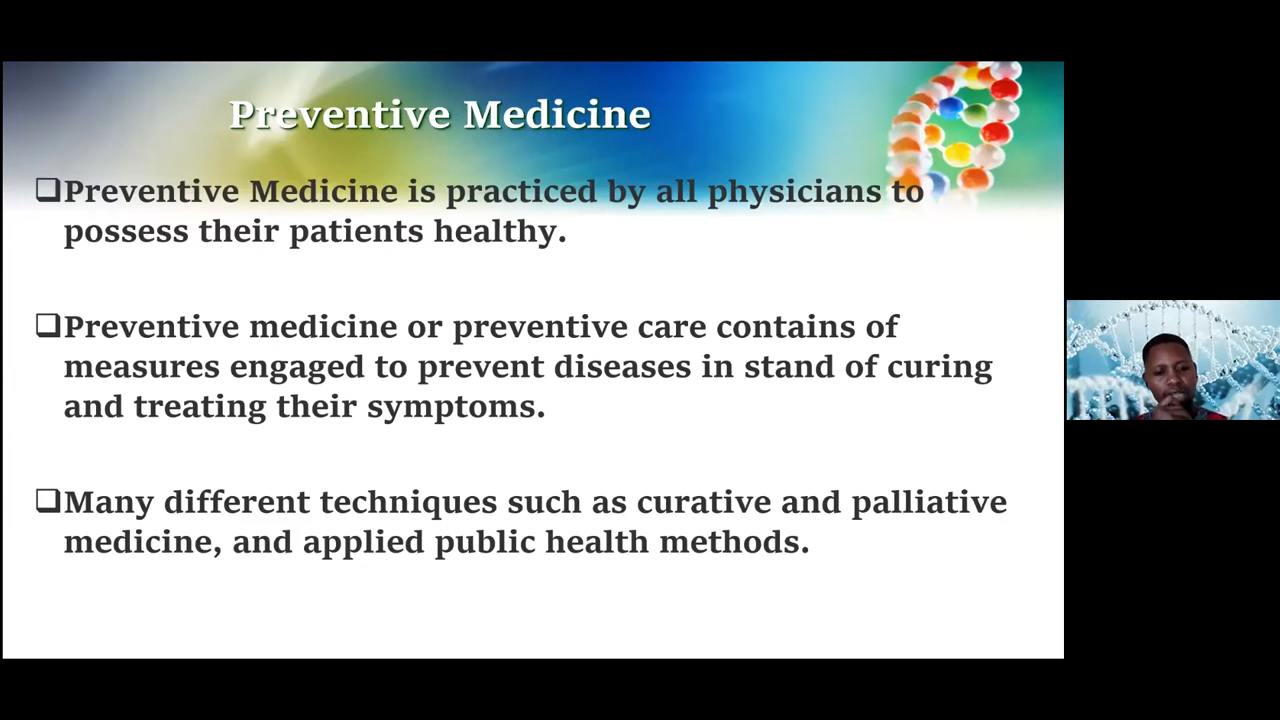 Preventive Medicine
❑Preventive Medicine is practiced by all physicians to
possess their patients healthy.
❑Preventive medicine or preventive care contains of
measures engaged to prevent diseases in stand of curing
and treating their symptoms.
❑Many different techniques such as curative and palliative
medicine, and applied public health methods.